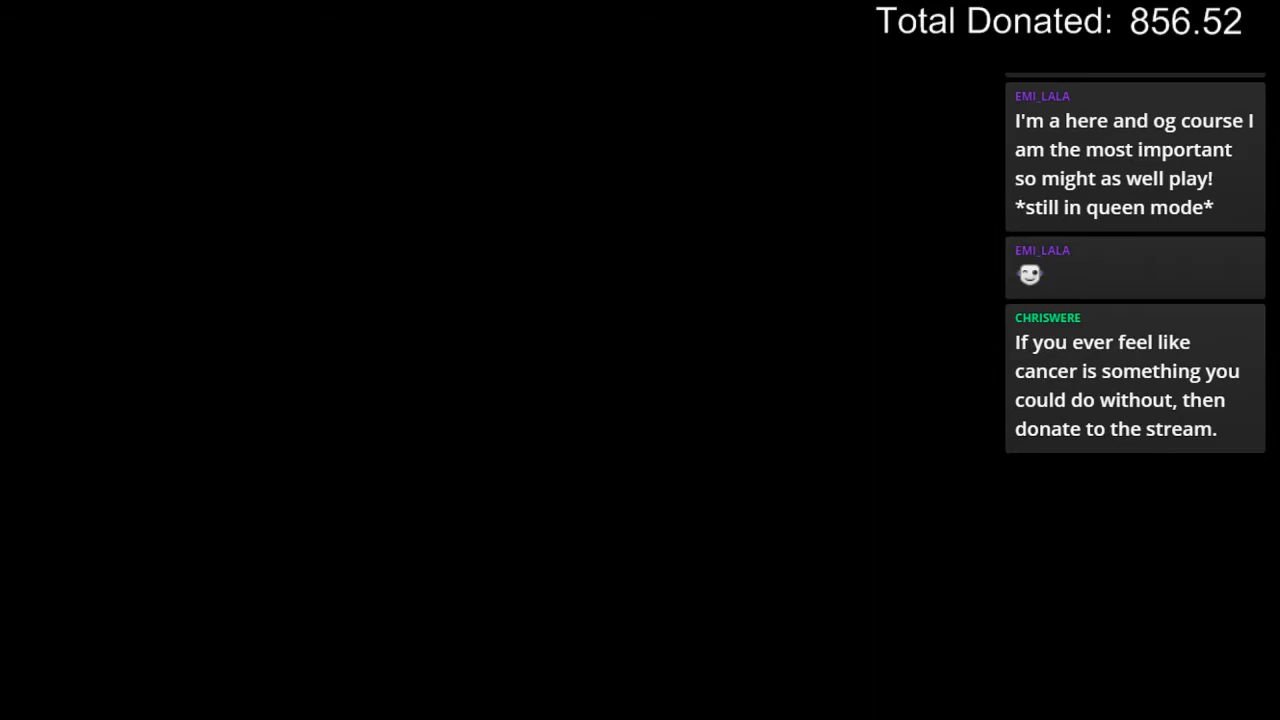 Total Donated: 856.52
EMI_LALA
I'm a here and og course I
am the most important
so might as well play!
*still in queen mode*
EMI_LALA
CHRISWERE
If you ever feel like
cancer is something you
could do without, then
donate to the stream.